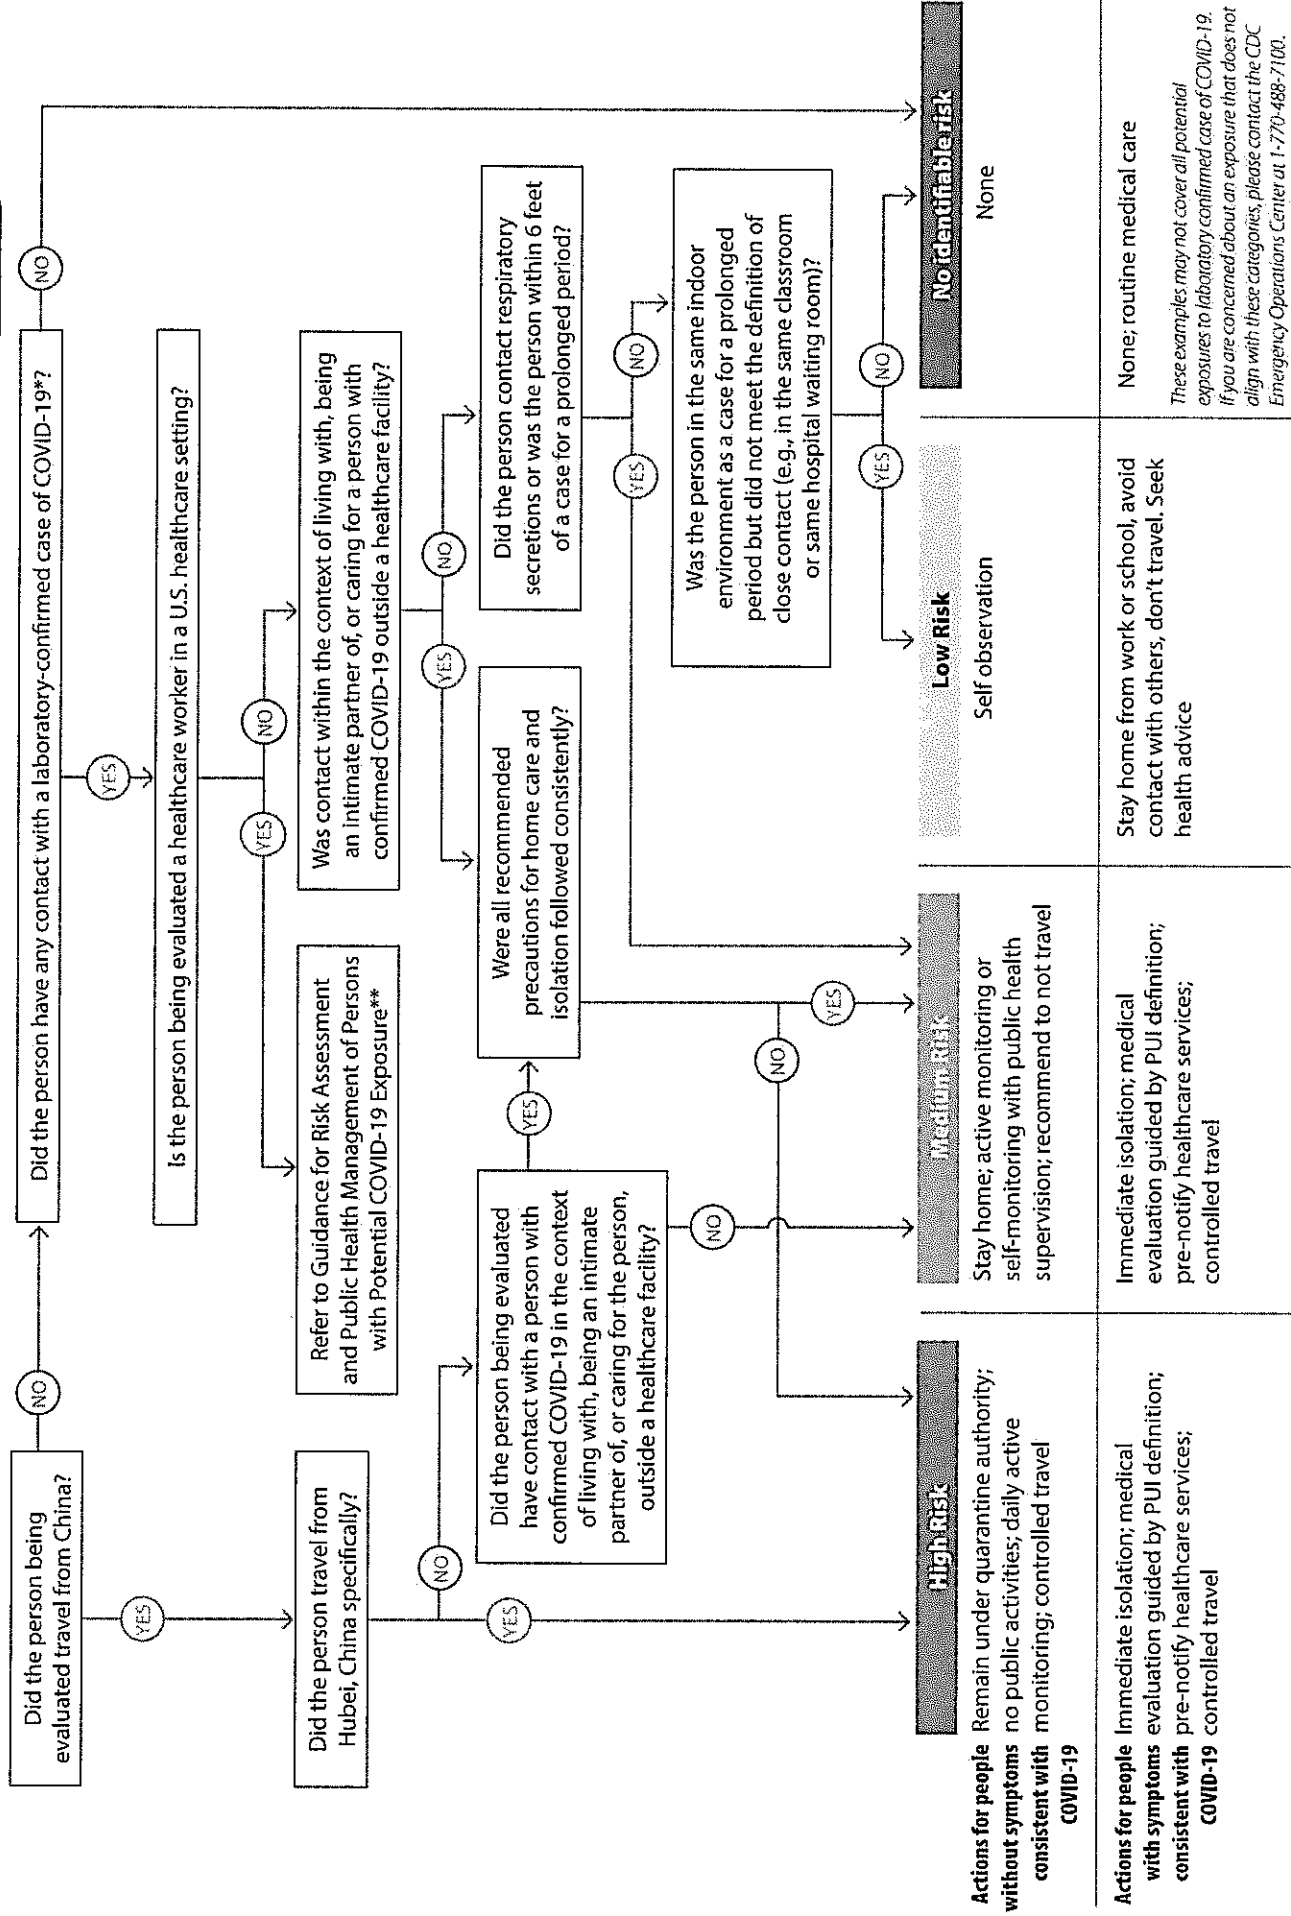 Did the person being
evaluated travel from China?
NO
YES
Did the person have any contact with a laboratory-confirmed case of COVID-19*?
NO
YES
Is the person being evaluated a healthcare worker in a U.S. healthcare setting?
YES
NO
Did the person travel from
Hubei, China specifically?
NO
YES
Refer to Guidance for Risk Assessment
and Public Health Management of Persons
with Potential COVID-19 Exposure**
Was contact within the context of living with, being
an intimate partner of, or caring for a person with
confirmed COVID-19 outside a healthcare facility?
YES
NO
Did the person being evaluated
have contact with a person with
confirmed COVID-19 in the context
of living with, being an intimate
partner of, or caring for the person,
outside a healthcare facility?
YES
NO
Were all recommended
precautions for home care and
isolation followed consistently?
NO
YES
Did the person contact respiratory
secretions or was the person within 6 feet
of a case for a prolonged period?
YES
NO
Was the person in the same indoor
environment as a case for a prolonged
period but did not meet the definition of
close contact (e.g., in the same classroom
or same hospital waiting room)?
YES
NO
High Risk
Medium Risk
Low Risk
No identifiable risk
Actions for people
without symptoms
consistent with
COVID-19
Remain under quarantine authority;
no public activities; daily active
monitoring; controlled travel
Stay home; active monitoring or
self-monitoring with public health
supervision; recommend to not travel
Self observation
None
Actions for people
with symptoms
consistent with
COVID-19
Immediate isolation; medical
evaluation guided by PUI definition;
pre-notify healthcare services;
controlled travel
Immediate isolation; medical
evaluation guided by PUI definition;
pre-notify healthcare services;
controlled travel
Stay home from work or school, avoid
contact with others, don't travel. Seek
health advice
None; routine medical care
These examples may not cover all potential
exposures to laboratory confirmed case of COVID-19.
If you are concerned about an exposure that does not
align with these categories, please contact the CDC
Emergency Operations Center at 1-770-488-7100.